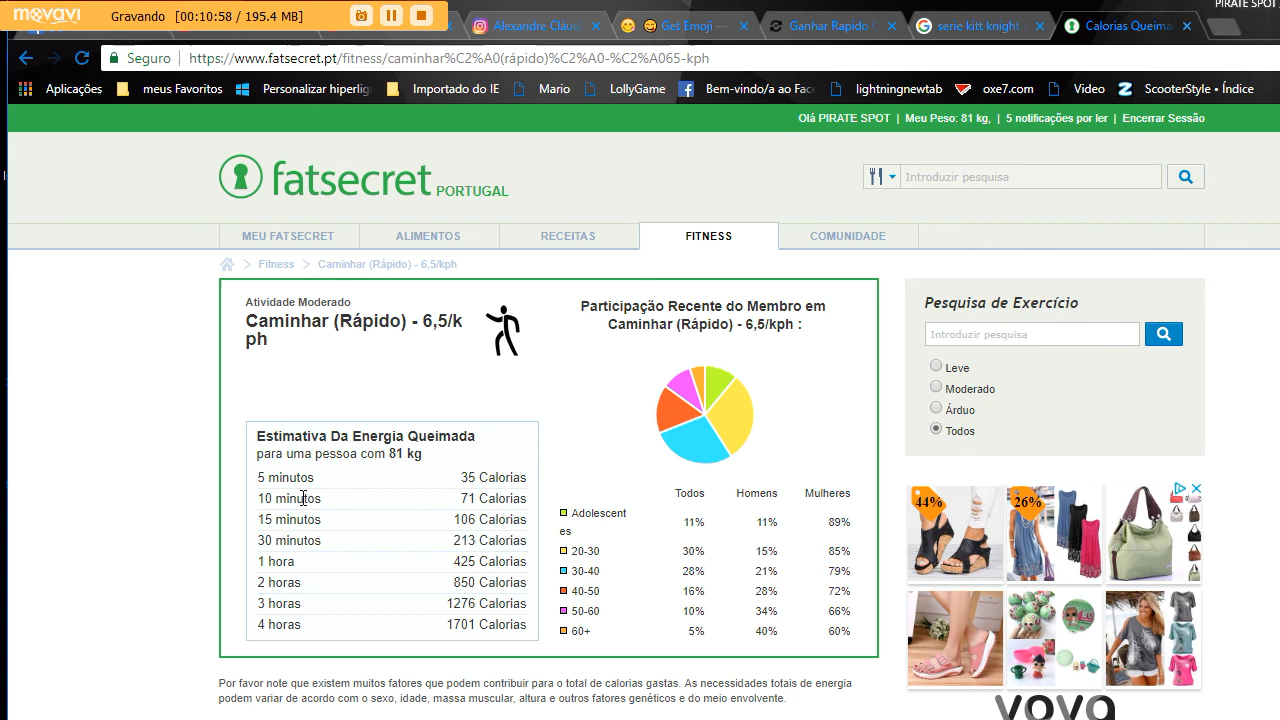 movavi
Gravando [00:10:58 / 195.4 MB]
Alexandre Cláud
Get Emoji —
Ganhar Rapido C
serie kitt knight
Calorias Queima
PIRATE SPOT
Seguro
https://www.fatsecret.pt/fitness/caminhar%C2%A0(rápido)%C2%A0-%C2%A065-kph
Aplicações
meus Favoritos
Personalizar hiperlig
Importado do IE
Mario
LollyGame
Bem-vindo/a ao Face
lightningnewtab
oxe7.com
Video
ScooterStyle • Índice
Olá PIRATE SPOT | Meu Peso: 81 kg, | 5 notificações por ler | Encerrar Sessão
fatsecret PORTUGAL
Introduzir pesquisa
MEU FATSECRET
ALIMENTOS
RECEITAS
FITNESS
COMUNIDADE
Fitness
Caminhar (Rápido) - 6,5/kph
Atividade Moderado
Caminhar (Rápido) - 6,5/k
ph
Estimativa Da Energia Queimada
para uma pessoa com 81 kg
5 minutos 35 Calorias
10 minutos 71 Calorias
15 minutos 106 Calorias
30 minutos 213 Calorias
1 hora 425 Calorias
2 horas 850 Calorias
3 horas 1276 Calorias
4 horas 1701 Calorias
Participação Recente do Membro em
Caminhar (Rápido) - 6,5/kph :
Todos Homens Mulheres
Adolescent
es 11% 11% 89%
20-30 30% 15% 85%
30-40 28% 21% 79%
40-50 16% 28% 72%
50-60 10% 34% 66%
60+ 5% 40% 60%
Pesquisa de Exercício
Introduzir pesquisa
Leve
Moderado
Árduo
Todos
44%
26%
vova
Por favor note que existem muitos fatores que podem contribuir para o total de calorias gastas. As necessidades totais de energia
podem variar de acordo com o sexo, idade, massa muscular, altura e outros fatores genéticos e do meio envolvente.